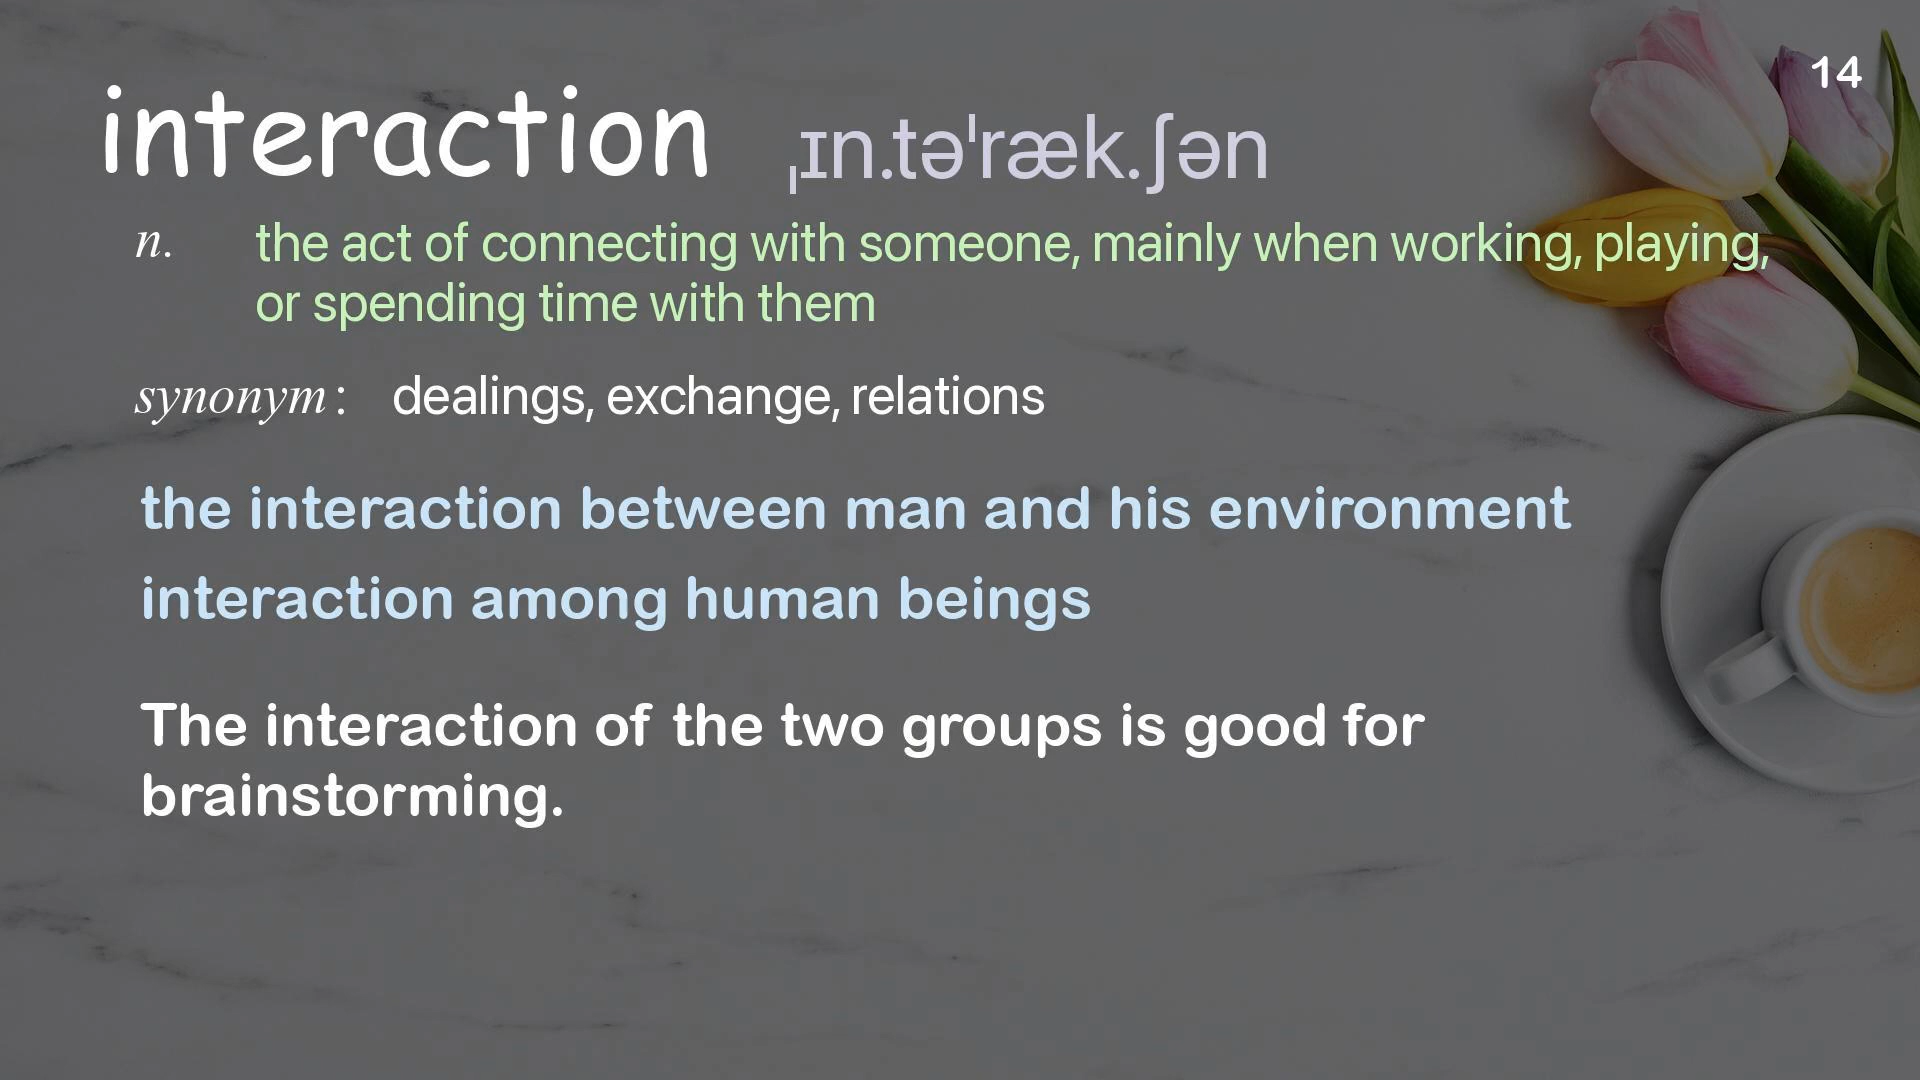 14
interaction ˌɪn.təˈræk.ʃən
n. the act of connecting with someone, mainly when working, playing,
or spending time with them
synonym: dealings, exchange, relations
the interaction between man and his environment
interaction among human beings
The interaction of the two groups is good for
brainstorming.